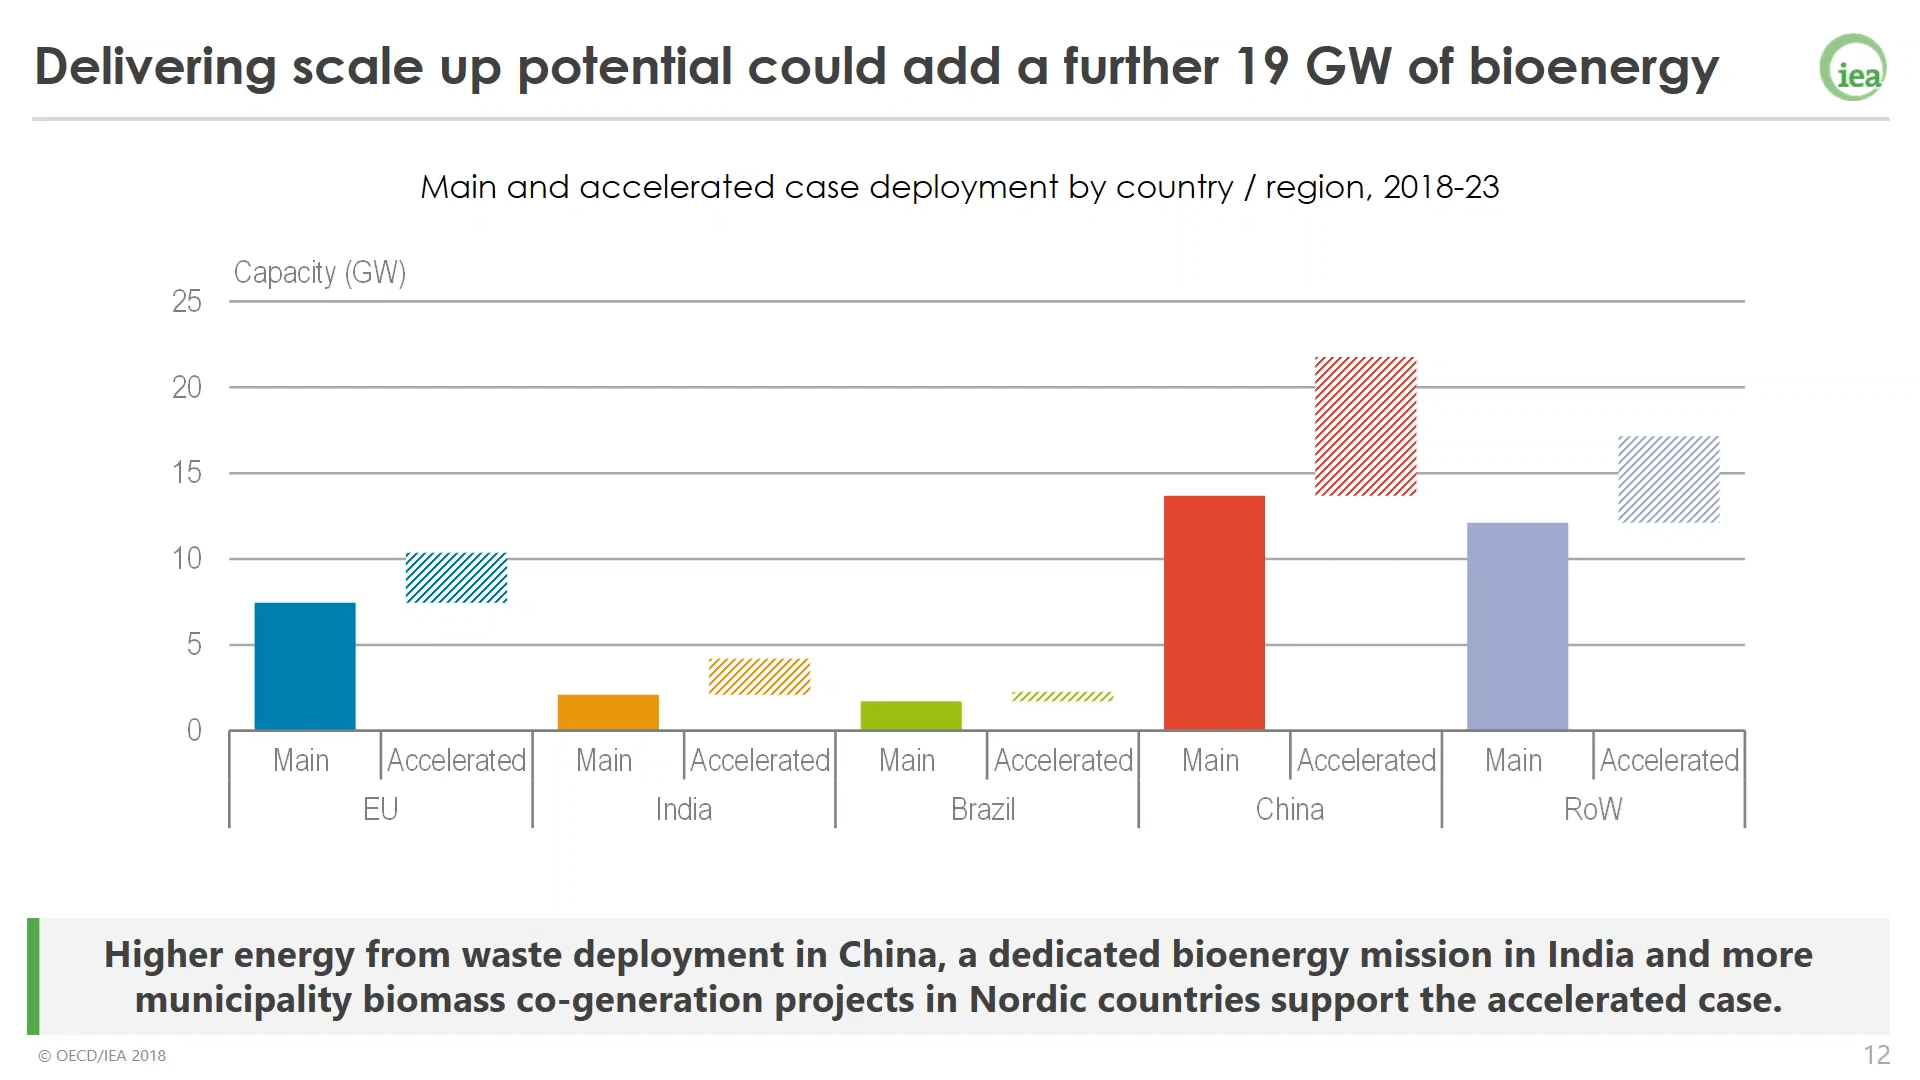 Delivering scale up potential could add a further 19 GW of bioenergy
iea
Main and accelerated case deployment by country / region, 2018-23
Capacity (GW)
25
20
15
10
5
0
Main Accelerated Main Accelerated Main Accelerated Main Accelerated Main Accelerated
EU India Brazil China RoW
Higher energy from waste deployment in China, a dedicated bioenergy mission in India and more
municipality biomass co-generation projects in Nordic countries support the accelerated case.
© OECD/IEA 2018
12